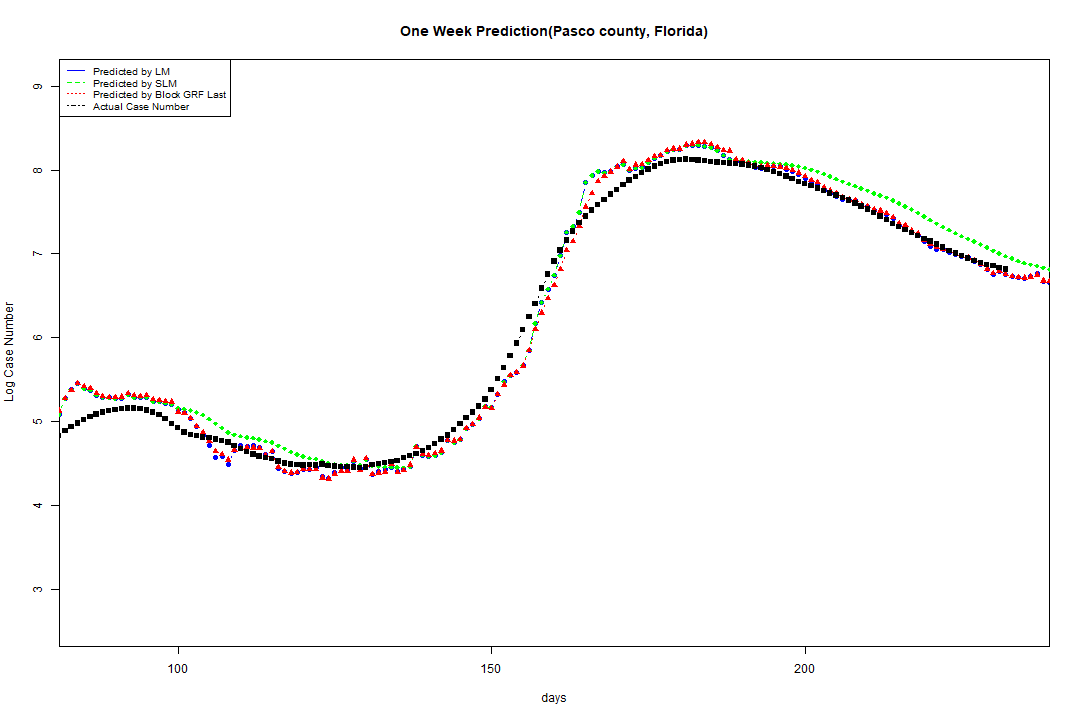 One Week Prediction(Pasco county, Florida)
Predicted by LM
Predicted by SLM
Predicted by Block GRF Last
Actual Case Number
9
8
7
6
5
4
3
Log Case Number
100 150 200
days